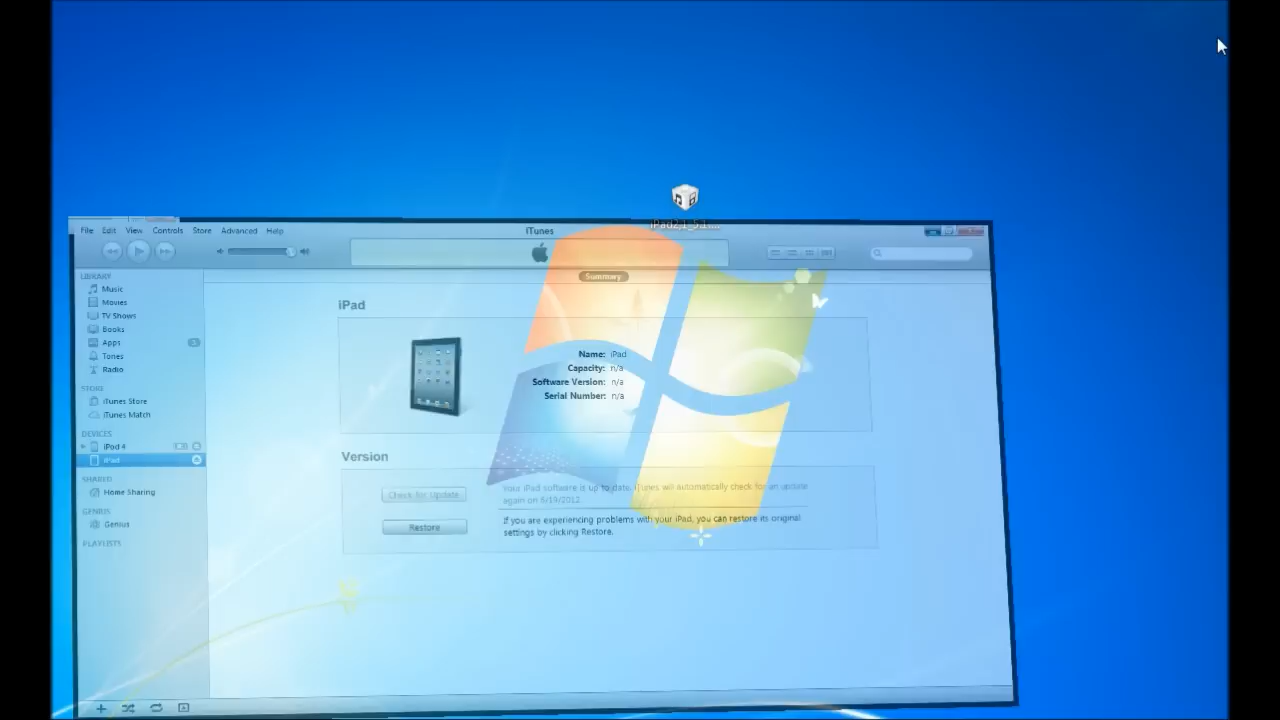 iPad2,1_5.1....
File Edit View Controls Store Advanced Help
iTunes
Summary
LIBRARY
Music
Movies
TV Shows
Books
Apps
Tones
Radio
STORE
iTunes Store
iTunes Match
DEVICES
iPod 4
iPad
SHARED
Home Sharing
GENIUS
Genius
PLAYLISTS
iPad
Name: iPad
Capacity: n/a
Software Version: n/a
Serial Number: n/a
Version
Check for Update
Your iPad software is up to date. iTunes will automatically check for an update
again on 6/19/2012.
Restore
If you are experiencing problems with your iPad, you can restore its original
settings by clicking Restore.